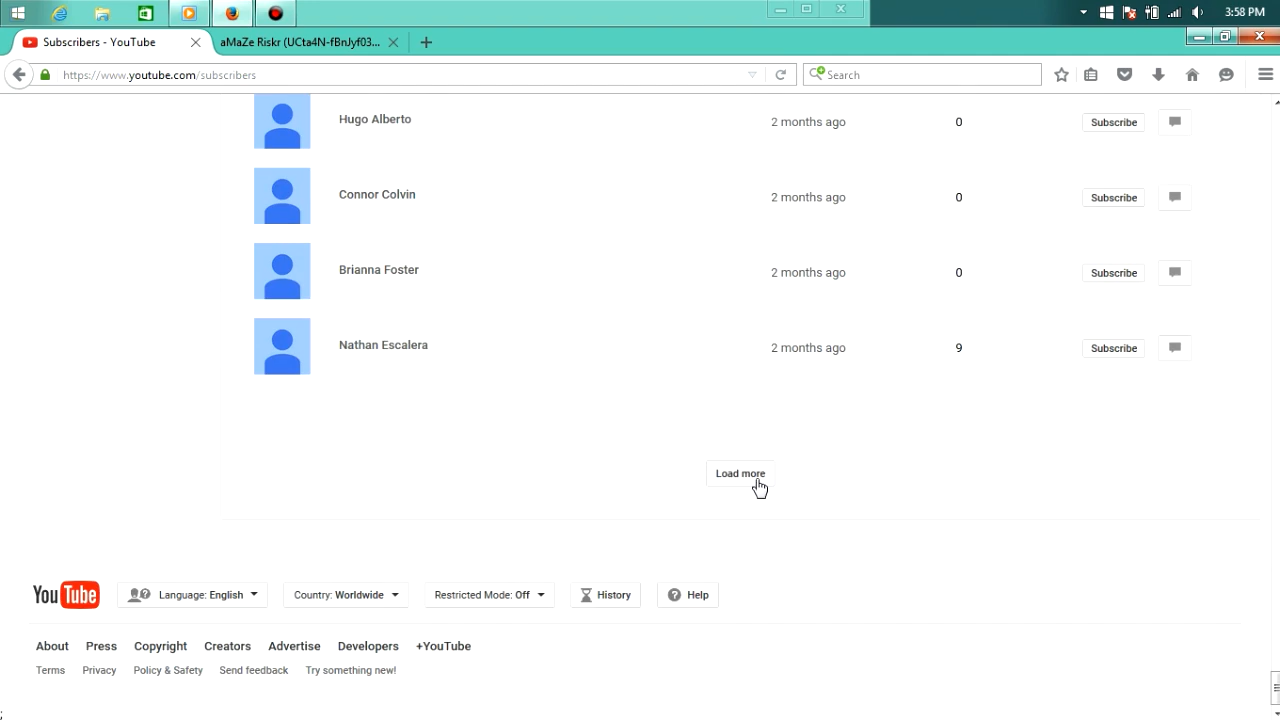 3:58 PM
Subscribers - YouTube
aMaZe Riskr (UCta4N-fBnJyf03...
https://www.youtube.com/subscribers
Search
Hugo Alberto 2 months ago 0 Subscribe
Connor Colvin 2 months ago 0 Subscribe
Brianna Foster 2 months ago 0 Subscribe
Nathan Escalera 2 months ago 9 Subscribe
Load more
YouTube Language: English Country: Worldwide Restricted Mode: Off History Help
About Press Copyright Creators Advertise Developers +YouTube
Terms Privacy Policy & Safety Send feedback Try something new!